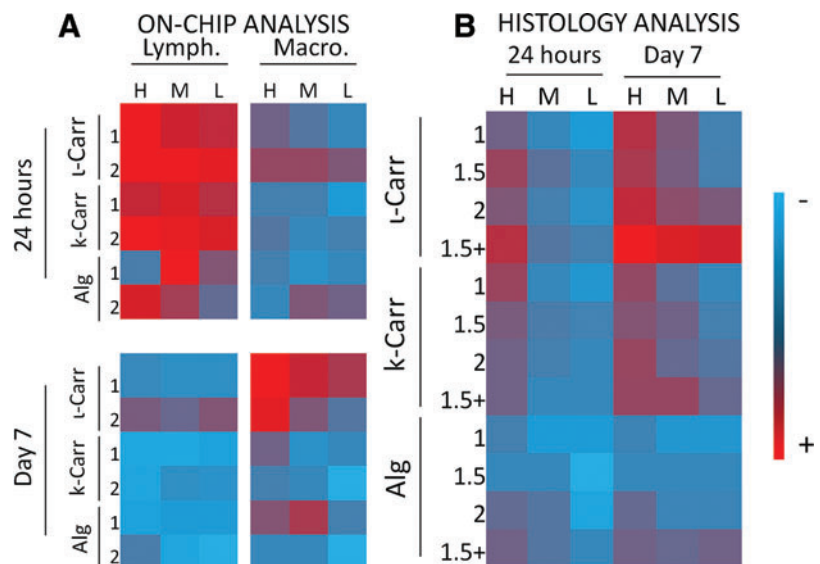 A ON-CHIP ANALYSIS
Lymph. Macro.
H M L H M L
24 hours
ι-Carr
1
2
k-Carr
1
2
Alg
1
2
Day 7
ι-Carr
1
2
k-Carr
1
2
Alg
1
2
B HISTOLOGY ANALYSIS
24 hours Day 7
H M L H M L
ι-Carr
1
1.5
2
1.5+
k-Carr
1
1.5
2
1.5+
Alg
1
1.5
2
1.5+
-
+